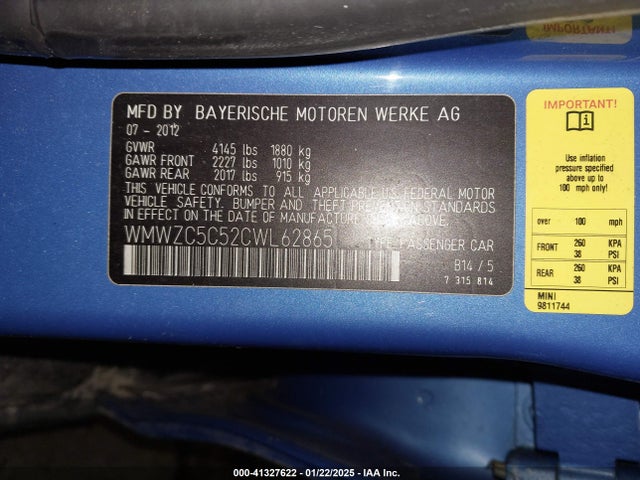 MFD BY BAYERISCHE MOTOREN WERKE AG
07 - 2012
GVWR 4145 lbs 1880 kg
GAWR FRONT 2227 lbs 1010 kg
GAWR REAR 2017 lbs 915 kg
THIS VEHICLE CONFORMS TO ALL APPLICABLE U.S. FEDERAL MOTOR
VEHICLE SAFETY, BUMPER AND THEFT PREVENTION STANDARDS
IN EFFECT ON THE DATE OF MANUFACTURE SHOWN ABOVE.
WMWZC5C52CWL62865 TYPE: PASSENGER CAR
B14 / 5
7 315 814
IMPORTANT!
IMPORTANT!
Use inflation
pressure specified
above up to
100 mph only!
over 100 mph
FRONT 260 KPA
38 PSI
REAR 260 KPA
38 PSI
MINI
9811744
000-41327622 - 01/22/2025 - IAA Inc.